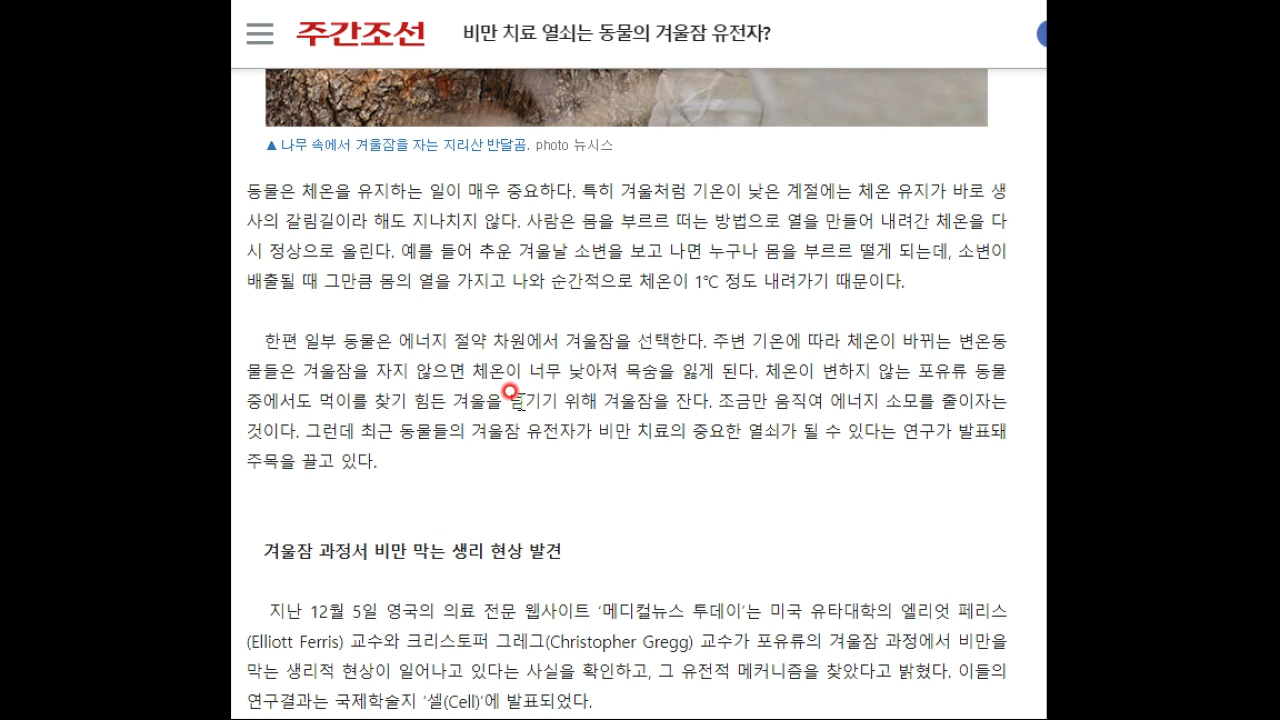 주간조선
비만 치료 열쇠는 동물의 겨울잠 유전자?
▲ 나무 속에서 겨울잠을 자는 지리산 반달곰. photo 뉴시스
동물은 체온을 유지하는 일이 매우 중요하다. 특히 겨울처럼 기온이 낮은 계절에는 체온 유지가 바로 생
사의 갈림길이라 해도 지나치지 않다. 사람은 몸을 부르르 떠는 방법으로 열을 만들어 내려간 체온을 다
시 정상으로 올린다. 예를 들어 추운 겨울날 소변을 보고 나면 누구나 몸을 부르르 떨게 되는데, 소변이
배출될 때 그만큼 몸의 열을 가지고 나와 순간적으로 체온이 1℃ 정도 내려가기 때문이다.
한편 일부 동물은 에너지 절약 차원에서 겨울잠을 선택한다. 주변 기온에 따라 체온이 바뀌는 변온동
물들은 겨울잠을 자지 않으면 체온이 너무 낮아져 목숨을 잃게 된다. 체온이 변하지 않는 포유류 동물
중에서도 먹이를 찾기 힘든 겨울을 위해 겨울잠을 잔다. 조금만 움직여 에너지 소모를 줄이자는
것이다. 그런데 최근 동물들의 겨울잠 유전자가 비만 치료의 중요한 열쇠가 될 수 있다는 연구가 발표돼
주목을 끌고 있다.
겨울잠 과정서 비만 막는 생리 현상 발견
지난 12월 5일 영국의 의료 전문 웹사이트 ‘메디컬뉴스 투데이’는 미국 유타대학의 엘리엇 페리스
(Elliott Ferris) 교수와 크리스토퍼 그레그(Christopher Gregg) 교수가 포유류의 겨울잠 과정에서 비만을
막는 생리적 현상이 일어나고 있다는 사실을 확인하고, 그 유전적 메커니즘을 찾았다고 밝혔다. 이들의
연구결과는 국제학술지 ‘셀(Cell)’에 발표되었다.